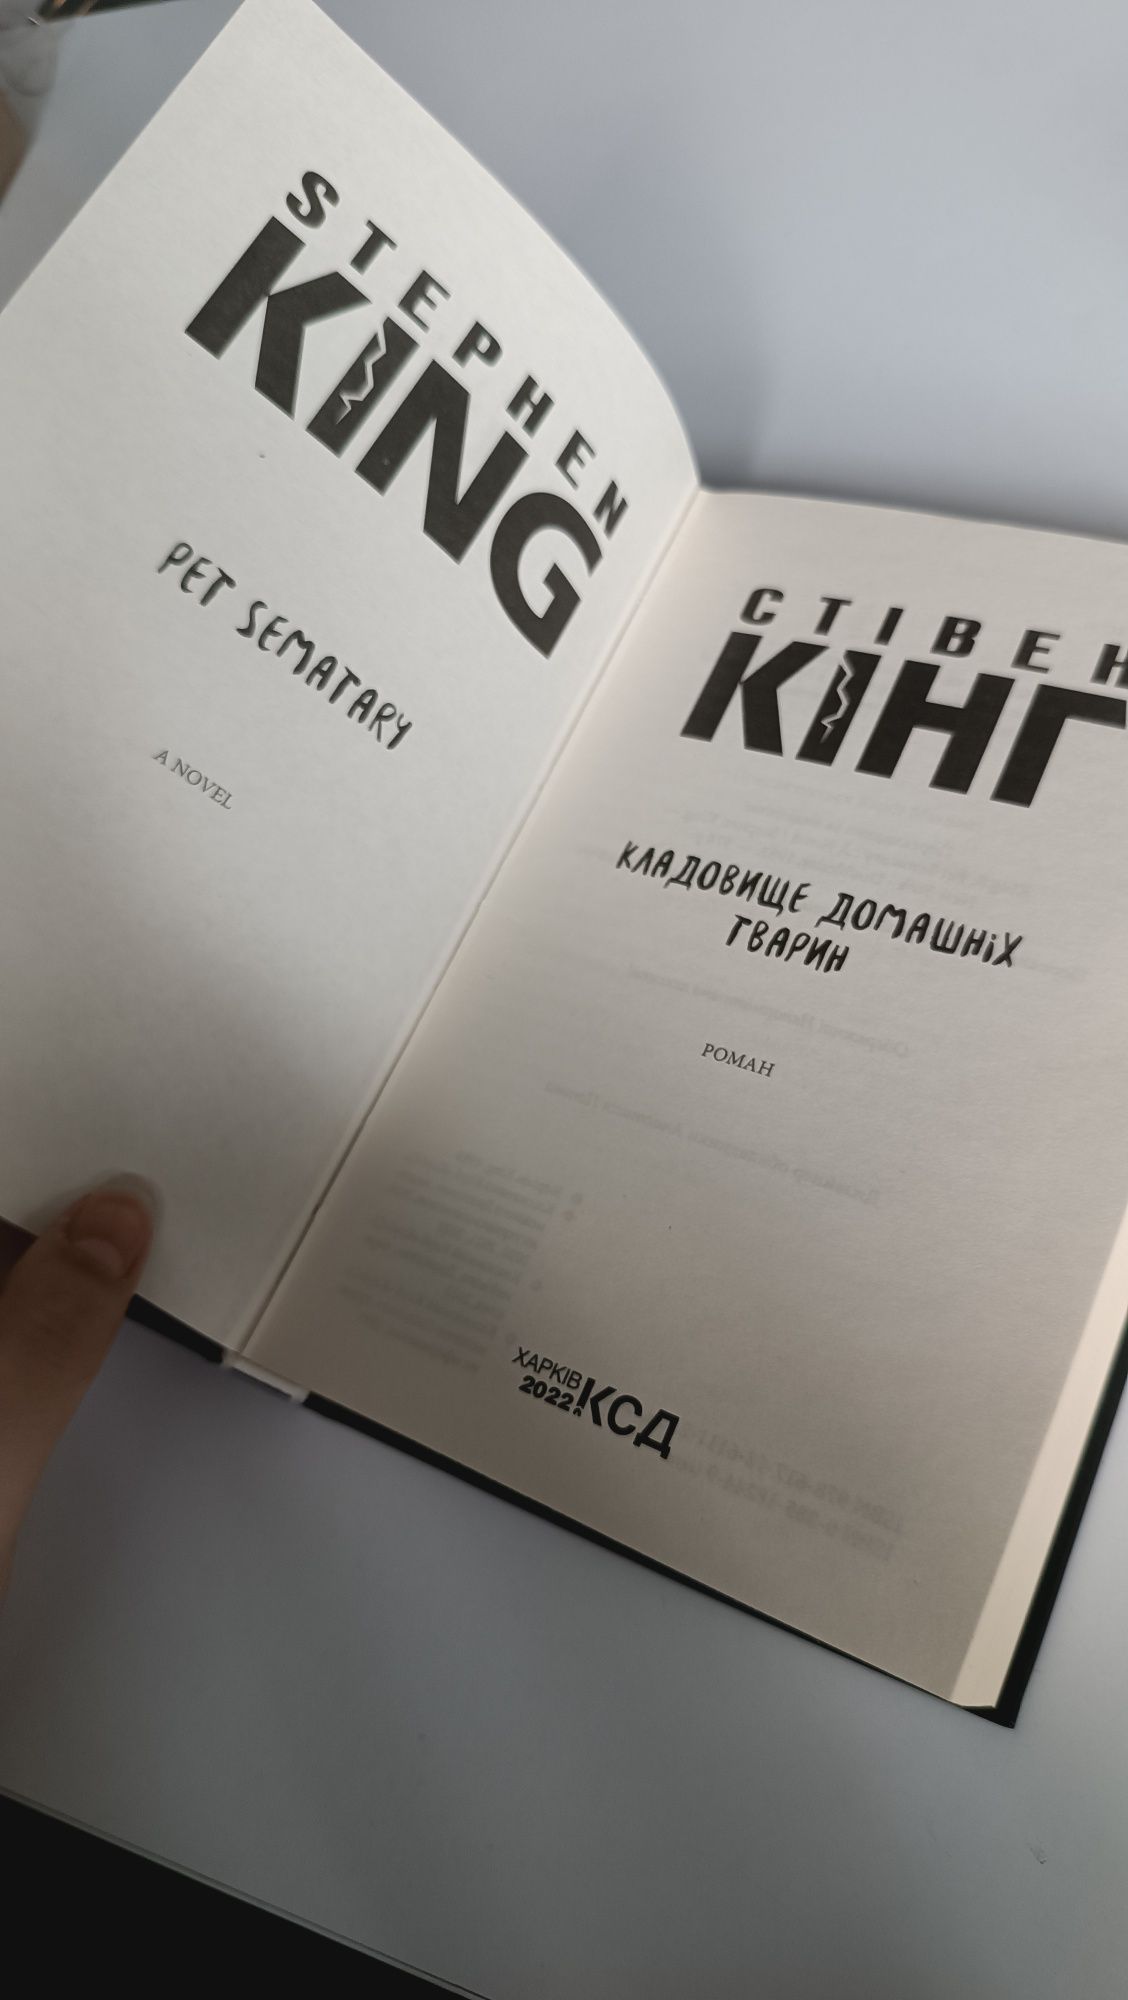 STEPHEN
KING
PET SEMATARY
A NOVEL
СТІВЕН
КІНГ
КЛАДОВИЩЕ ДОМАШНіХ
ТВАРИН
РОМАН
ХАРКІВ
2022
КСД